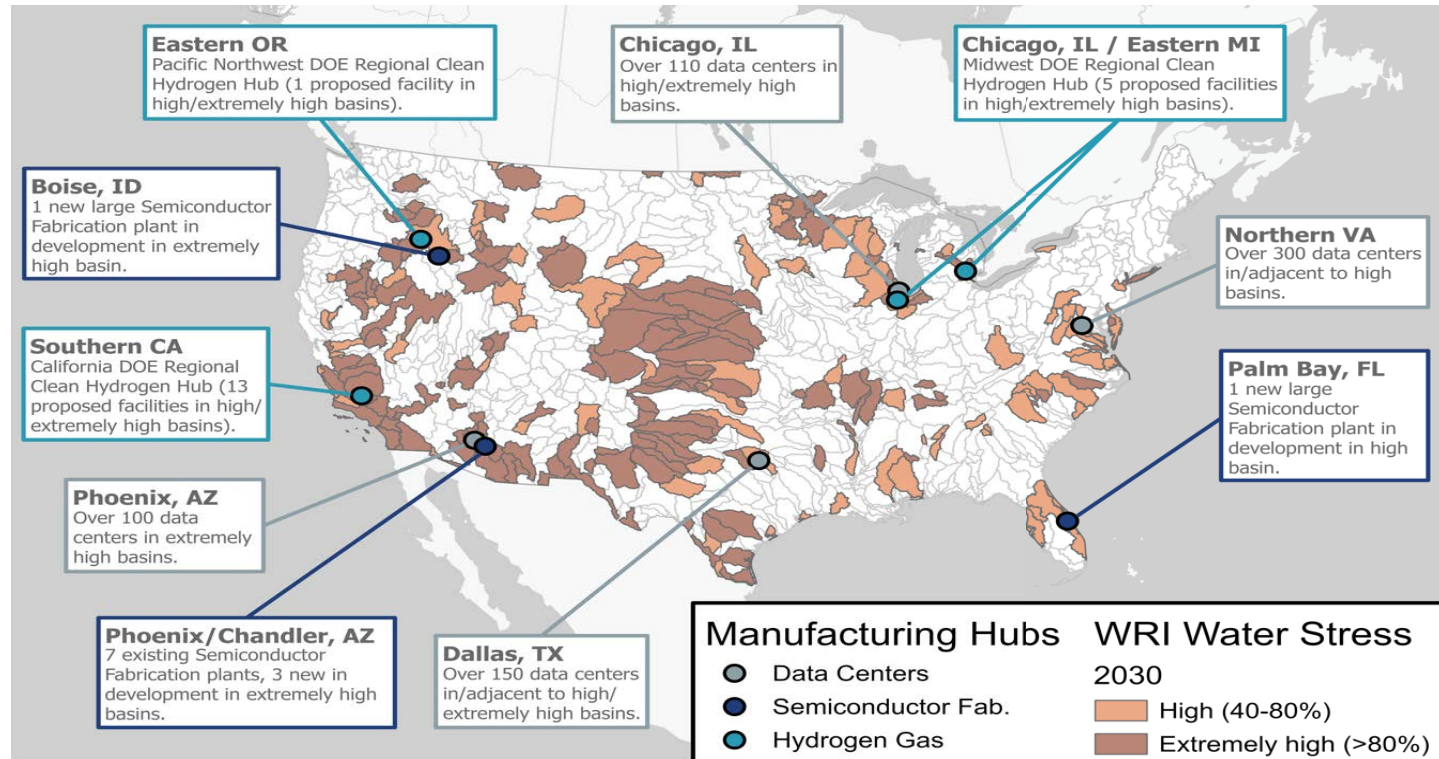 Eastern OR
Pacific Northwest DOE Regional Clean
Hydrogen Hub (1 proposed facility in
high/extremely high basins).
Chicago, IL
Over 110 data centers in
high/extremely high
basins.
Chicago, IL / Eastern MI
Midwest DOE Regional Clean
Hydrogen Hub (5 proposed facilities
in high/extremely high basins).
Boise, ID
1 new large Semiconductor
Fabrication plant in
development in extremely
high basin.
Northern VA
Over 300 data centers
in/adjacent to high
basins.
Southern CA
California DOE Regional
Clean Hydrogen Hub (13
proposed facilities in high/
extremely high basins).
Palm Bay, FL
1 new large
Semiconductor
Fabrication plant in
development in high
basin.
Phoenix, AZ
Over 100 data
centers in extremely
high basins.
Phoenix/Chandler, AZ
7 existing Semiconductor
Fabrication plants, 3 new in
development in extremely high
basins.
Dallas, TX
Over 150 data centers
in/adjacent to high/
extremely high basins.
Manufacturing Hubs
Data Centers
Semiconductor Fab.
Hydrogen Gas
WRI Water Stress
2030
High (40-80%)
Extremely high (>80%)